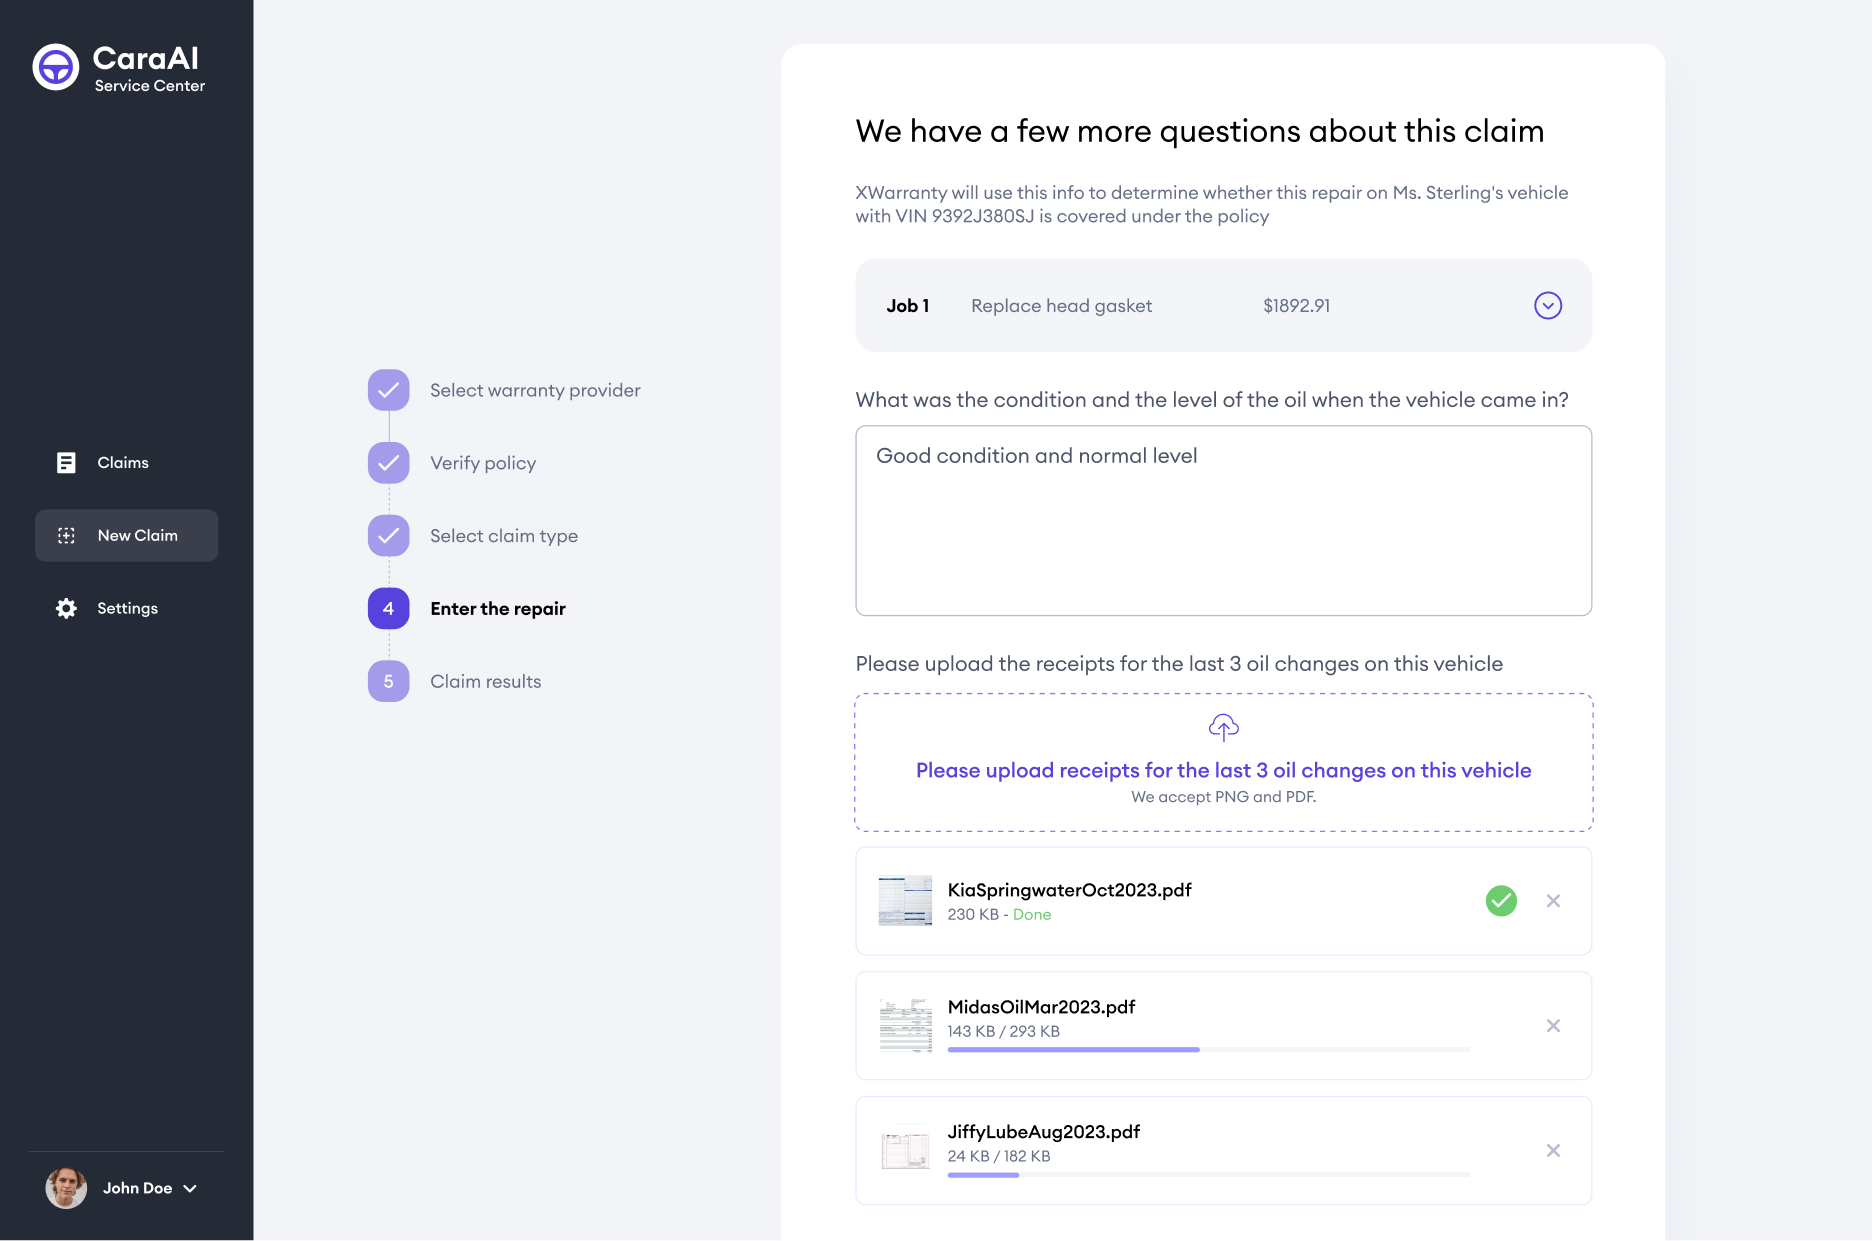 CaraAI
Service Center
Claims
New Claim
Settings
John Doe
Select warranty provider
Verify policy
Select claim type
4 Enter the repair
5 Claim results
We have a few more questions about this claim
XWarranty will use this info to determine whether this repair on Ms. Sterling's vehicle
with VIN 9392J380SJ is covered under the policy
Job 1 Replace head gasket $1892.91
What was the condition and the level of the oil when the vehicle came in?
Good condition and normal level
Please upload the receipts for the last 3 oil changes on this vehicle
Please upload receipts for the last 3 oil changes on this vehicle
We accept PNG and PDF.
KiaSpringwaterOct2023.pdf
230 KB - Done
MidasOilMar2023.pdf
143 KB / 293 KB
JiffyLubeAug2023.pdf
24 KB / 182 KB